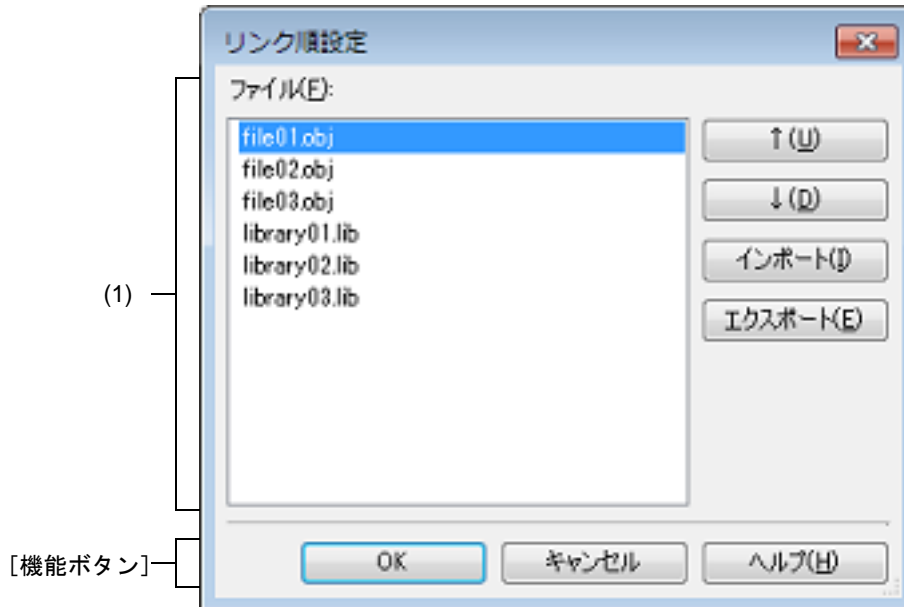 リンク順設定
ファイル(F):
file01.obj
file02.obj
file03.obj
library01.lib
library02.lib
library03.lib
↑(U)
↓(D)
インポート(I)
エクスポート(E)
(1)
OK
キャンセル
ヘルプ(H)
[機能ボタン]